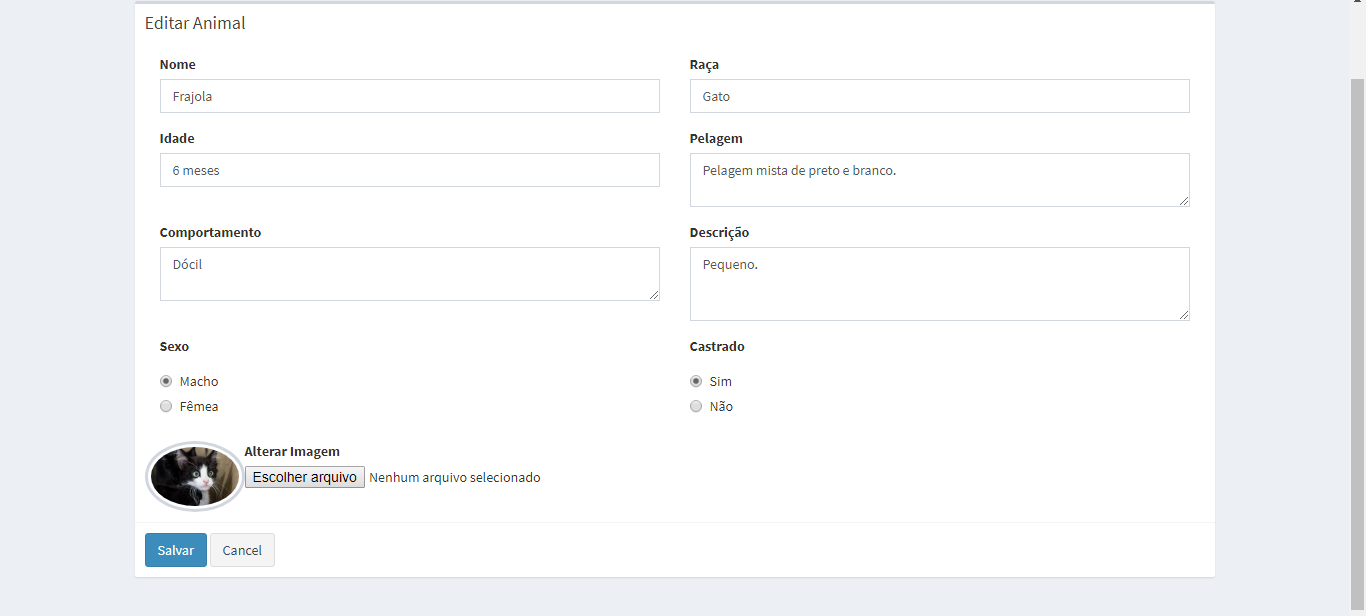 Editar Animal
Nome
Raça
Frajola
Gato
Idade
Pelagem
6 meses
Pelagem mista de preto e branco.
Comportamento
Descrição
Dócil
Pequeno.
Sexo
Castrado
Macho
Sim
Fêmea
Não
Alterar Imagem
Escolher arquivo Nenhum arquivo selecionado
Salvar Cancel